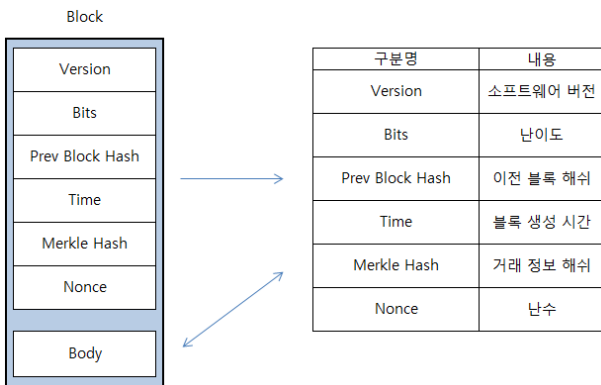 Block
Version
Bits
Prev Block Hash
Time
Merkle Hash
Nonce
Body
구분명 내용
Version 소프트웨어 버전
Bits 난이도
Prev Block Hash 이전 블록 해쉬
Time 블록 생성 시간
Merkle Hash 거래 정보 해쉬
Nonce 난수